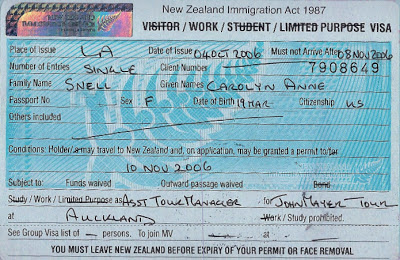 New Zealand Immigration Act 1987
VISITOR / WORK / STUDENT / LIMITED PURPOSE VISA
Place of Issue LA Date of Issue 04 OCT 2006 Must not Arrive After 08 NOV 2006
Number of Entries SINGLE Client Number 7908649
Family Name SNELL Given Names CAROLYN ANNE
Passport No Sex F Date of Birth 19 MAR Citizenship US
Others included
Conditions: Holder/s may travel to New Zealand and, on application, may be granted a permit to/for
10 NOV 2006
Subject to: Funds waived Outward passage waived Bond
Study / Work / Limited Purpose as ASST TOUR MANAGER for JOHN MAYER TOUR
at AUCKLAND Work / Study prohibited.
See Group Visa list of – persons. To join MV at
YOU MUST LEAVE NEW ZEALAND BEFORE EXPIRY OF YOUR PERMIT OR FACE REMOVAL